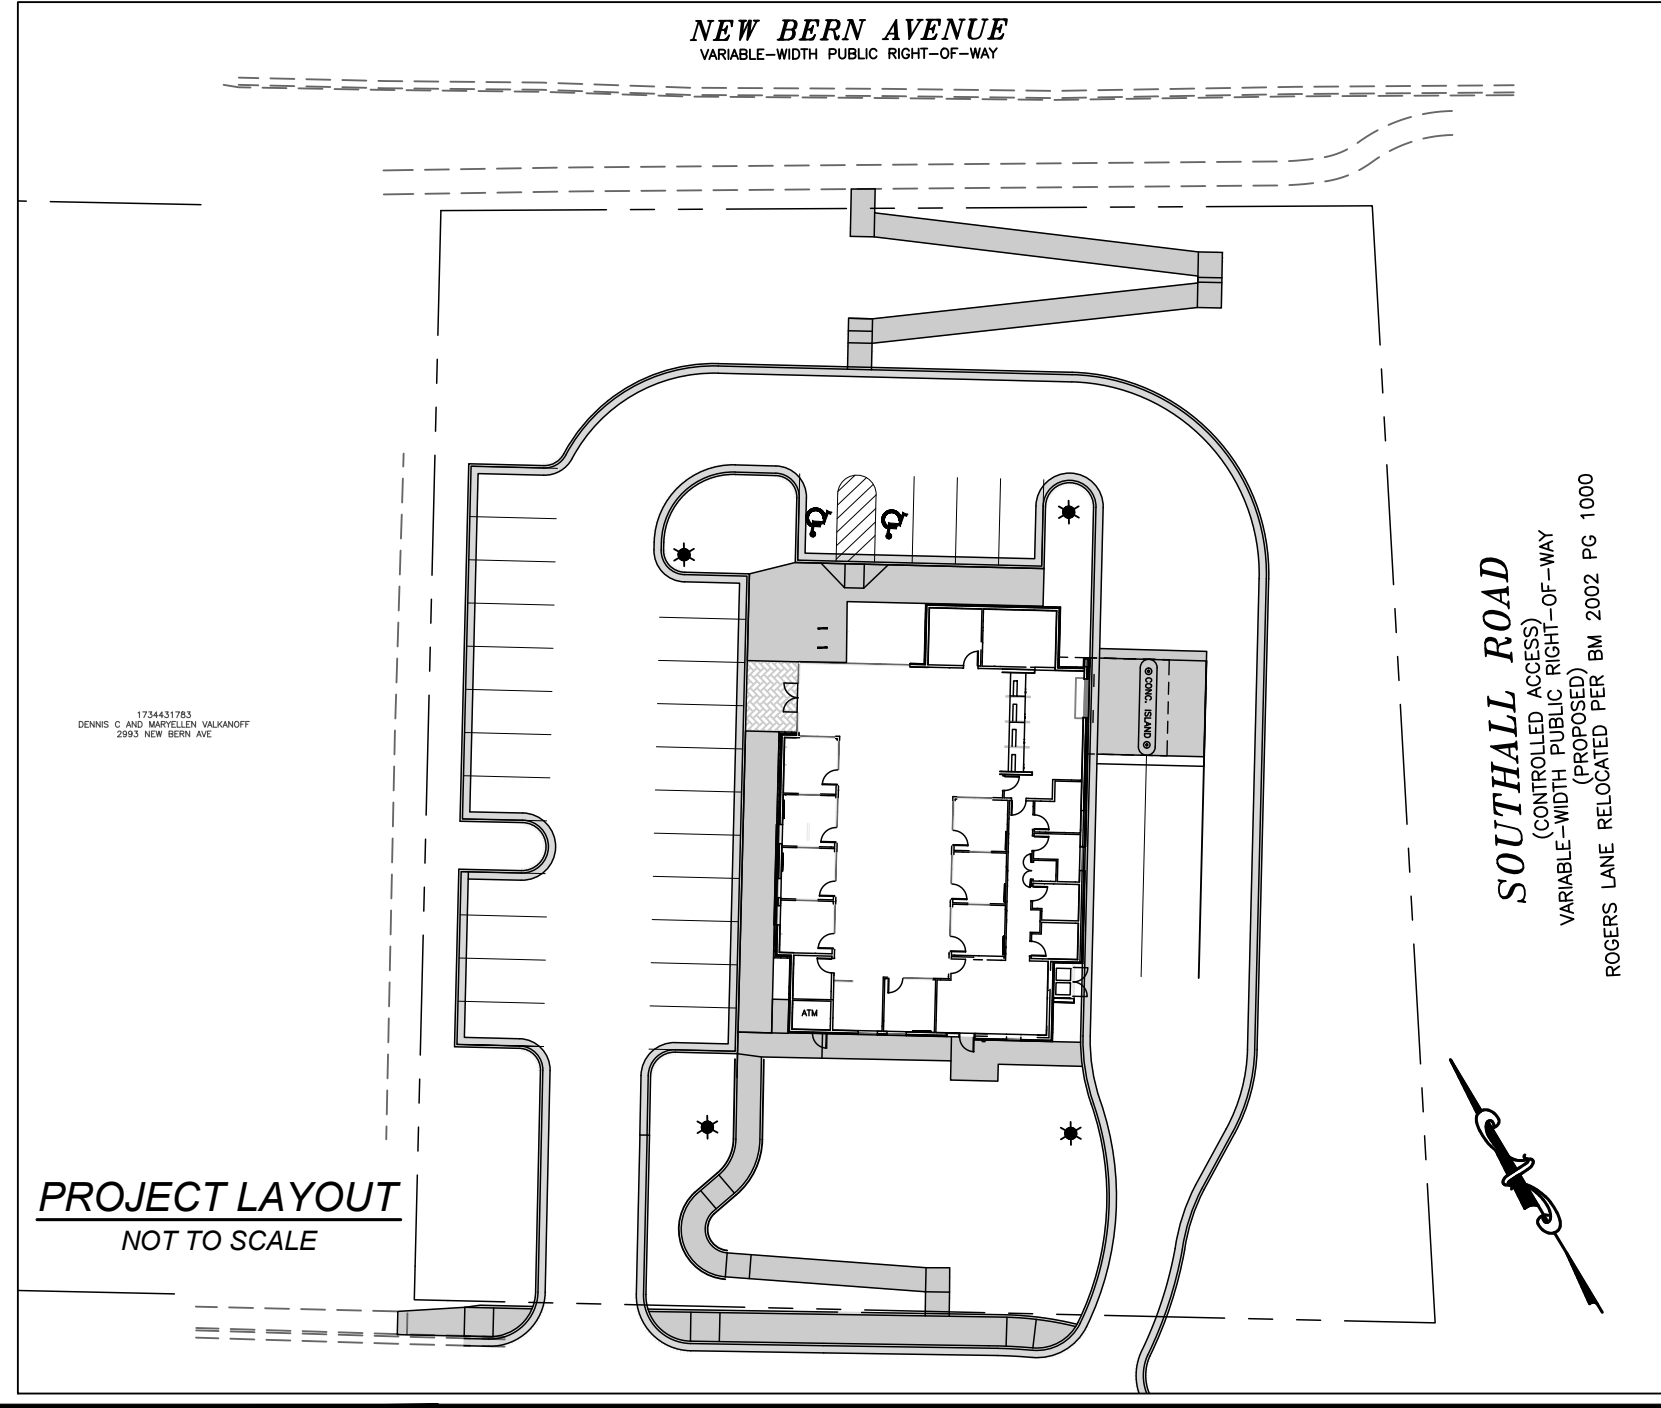 NEW BERN AVENUE
VARIABLE-WIDTH PUBLIC RIGHT-OF-WAY
SOUTHALL ROAD
(CONTROLLED ACCESS)
VARIABLE-WIDTH PUBLIC RIGHT-OF-WAY
(PROPOSED)
ROGERS LANE RELOCATED PER BM 2002 PG 1000
CONC. ISLAND
1734431783
DENNIS C AND MARYELLEN VALKANOFF
2993 NEW BERN AVE
ATM
PROJECT LAYOUT
NOT TO SCALE